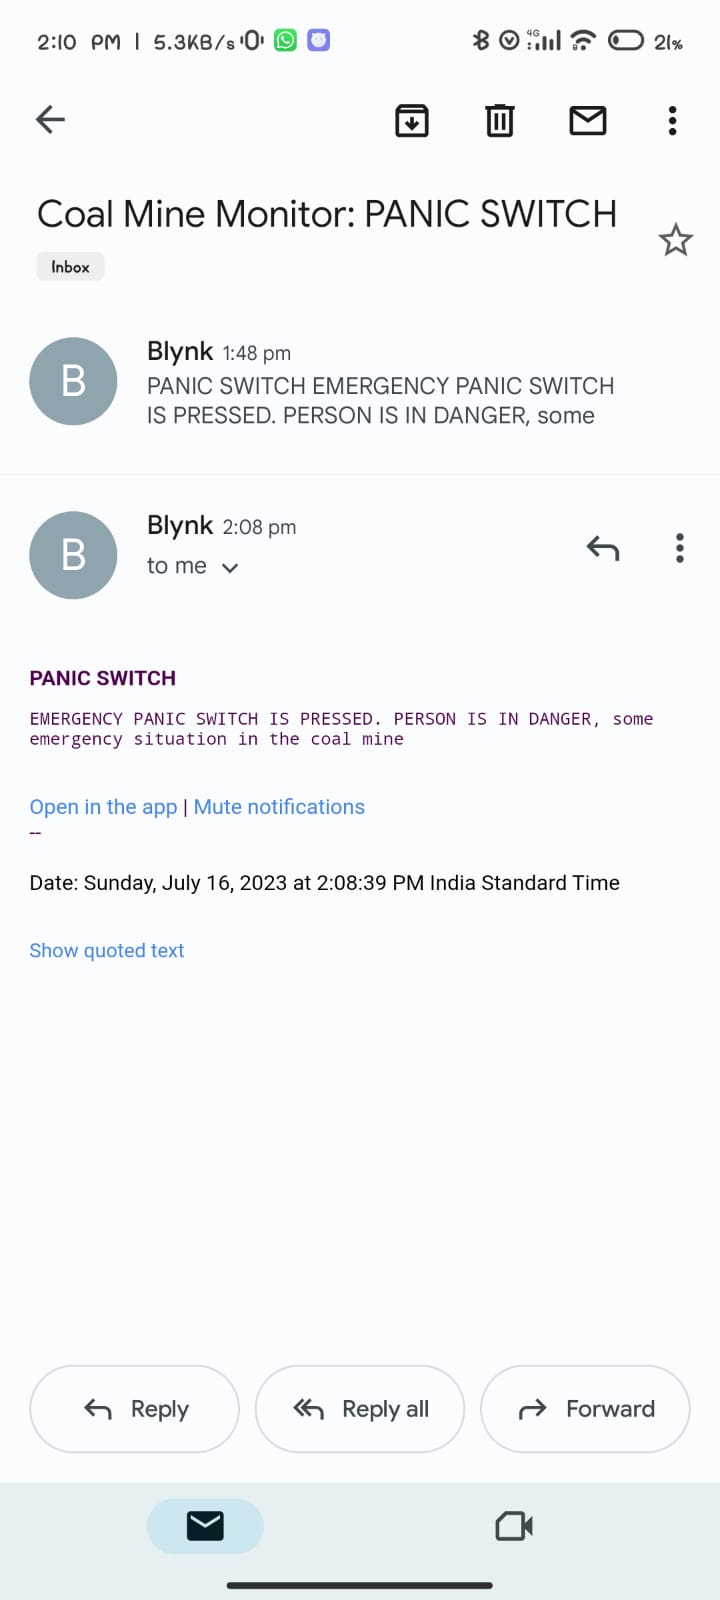 2:10 PM | 5.3KB/s 4G 21%
Coal Mine Monitor: PANIC SWITCH
Inbox
B
Blynk 1:48 pm
PANIC SWITCH EMERGENCY PANIC SWITCH
IS PRESSED. PERSON IS IN DANGER, some
B
Blynk 2:08 pm
to me
PANIC SWITCH
EMERGENCY PANIC SWITCH IS PRESSED. PERSON IS IN DANGER, some
emergency situation in the coal mine
Open in the app | Mute notifications
--
Date: Sunday, July 16, 2023 at 2:08:39 PM India Standard Time
Show quoted text
Reply Reply all Forward